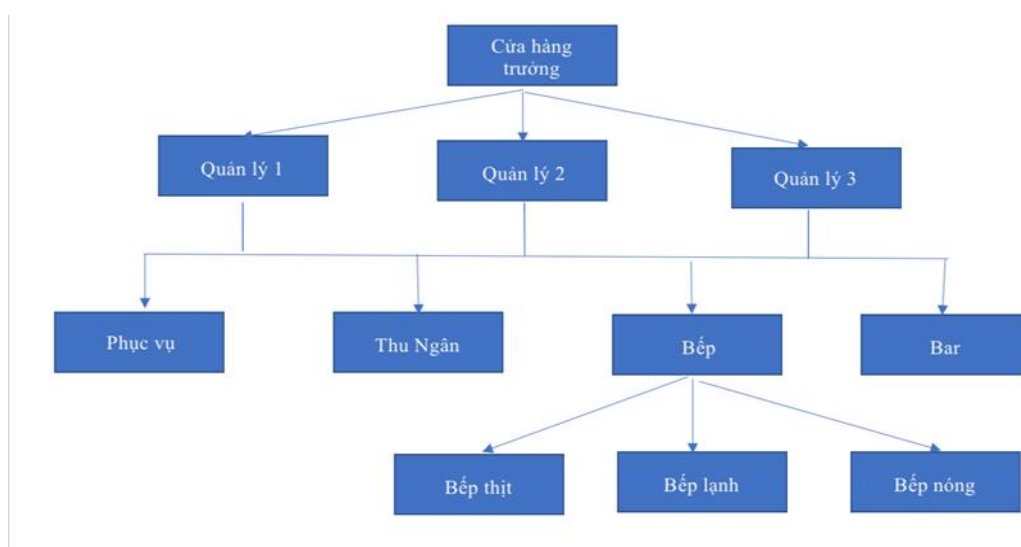 Cửa hàng
trưởng
Quản lý 1
Quản lý 2
Quản lý 3
Phục vụ
Thu Ngân
Bếp
Bar
Bếp thịt
Bếp lạnh
Bếp nóng